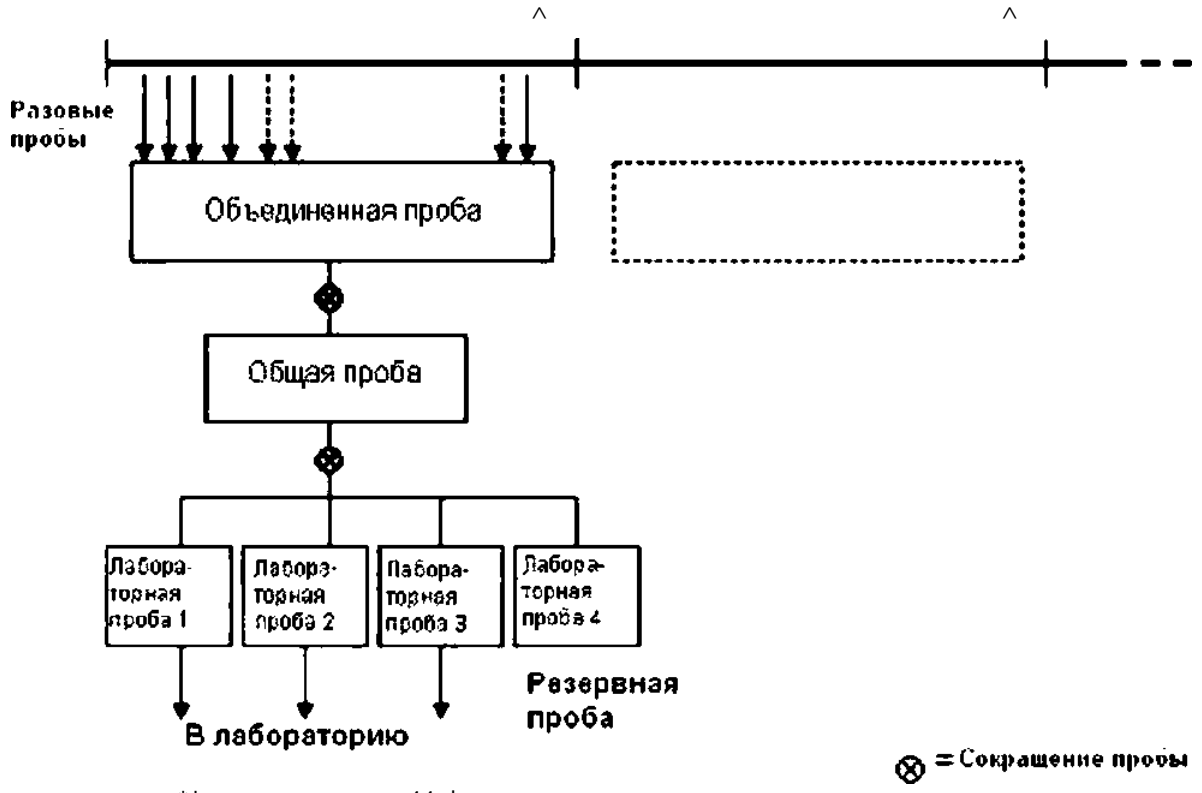 ^ ^
Разовые
пробы
Объединенная проба
Общая проба
Лабора-
торная
проба 1
Лабора-
торная
проба 2
Лабора-
торная
проба 3
Лабора-
торная
проба 4
Резервная
проба
В лабораторию
= Сокращение пробы